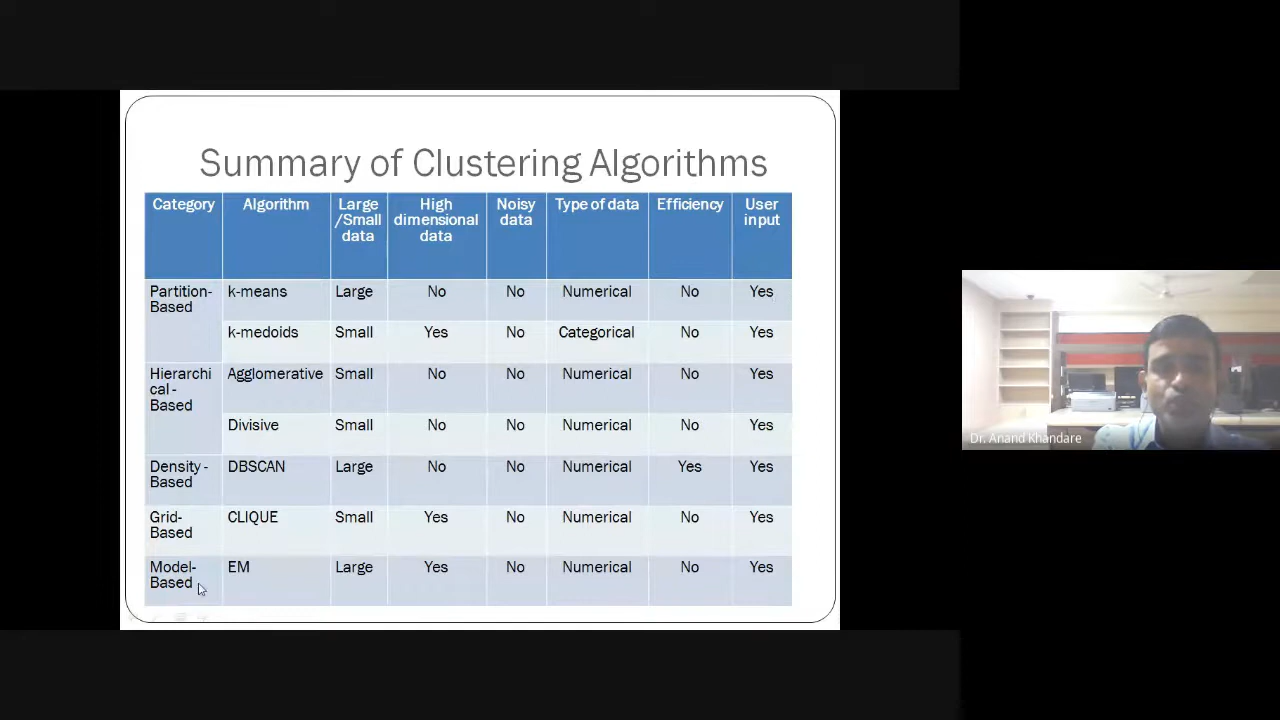 Summary of Clustering Algorithms
Category Algorithm Large /Small data High dimensional data Noisy data Type of data Efficiency User input
Partition-Based k-means Large No No Numerical No Yes
k-medoids Small Yes No Categorical No Yes
Hierarchi cal - Based Agglomerative Small No No Numerical No Yes
Divisive Small No No Numerical No Yes
Density - Based DBSCAN Large No No Numerical Yes Yes
Grid-Based CLIQUE Small Yes No Numerical No Yes
Model-Based EM Large Yes No Numerical No Yes
Dr. Anand Khandare